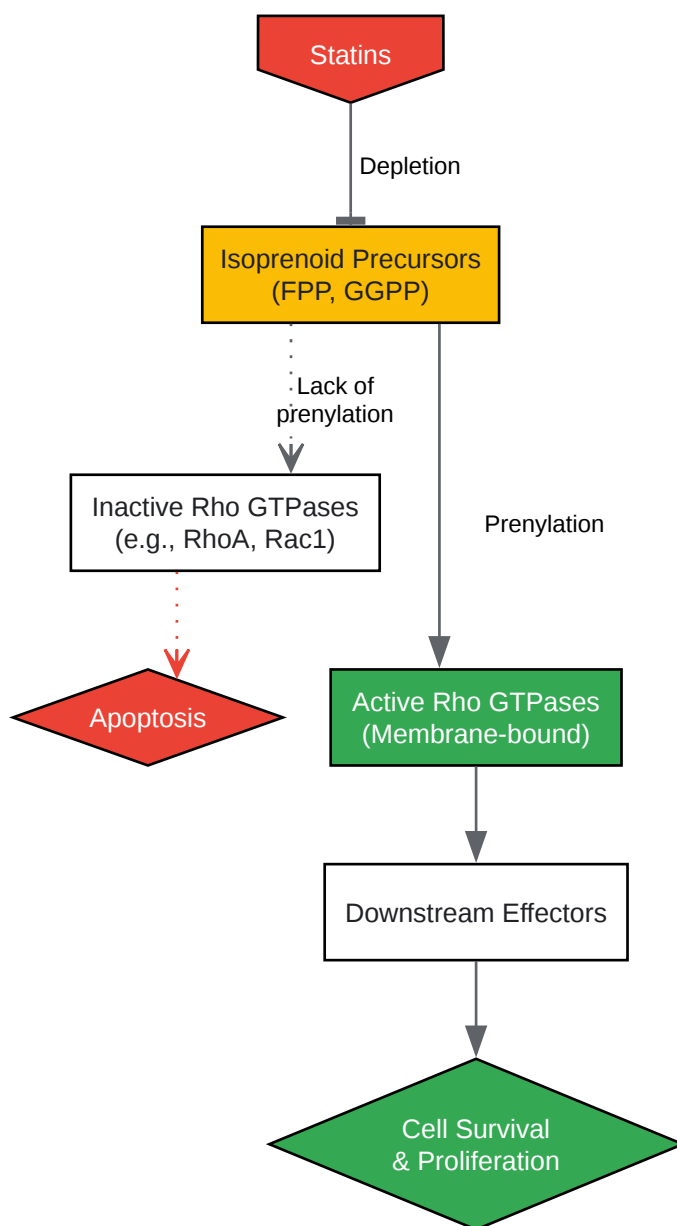 Statins
Depletion
Isoprenoid Precursors
(FPP, GGPP)
Lack of
prenylation
Inactive Rho GTPases
(e.g., RhoA, Rac1)
Prenylation
Apoptosis
Active Rho GTPases
(Membrane-bound)
Downstream Effectors
Cell Survival
& Proliferation